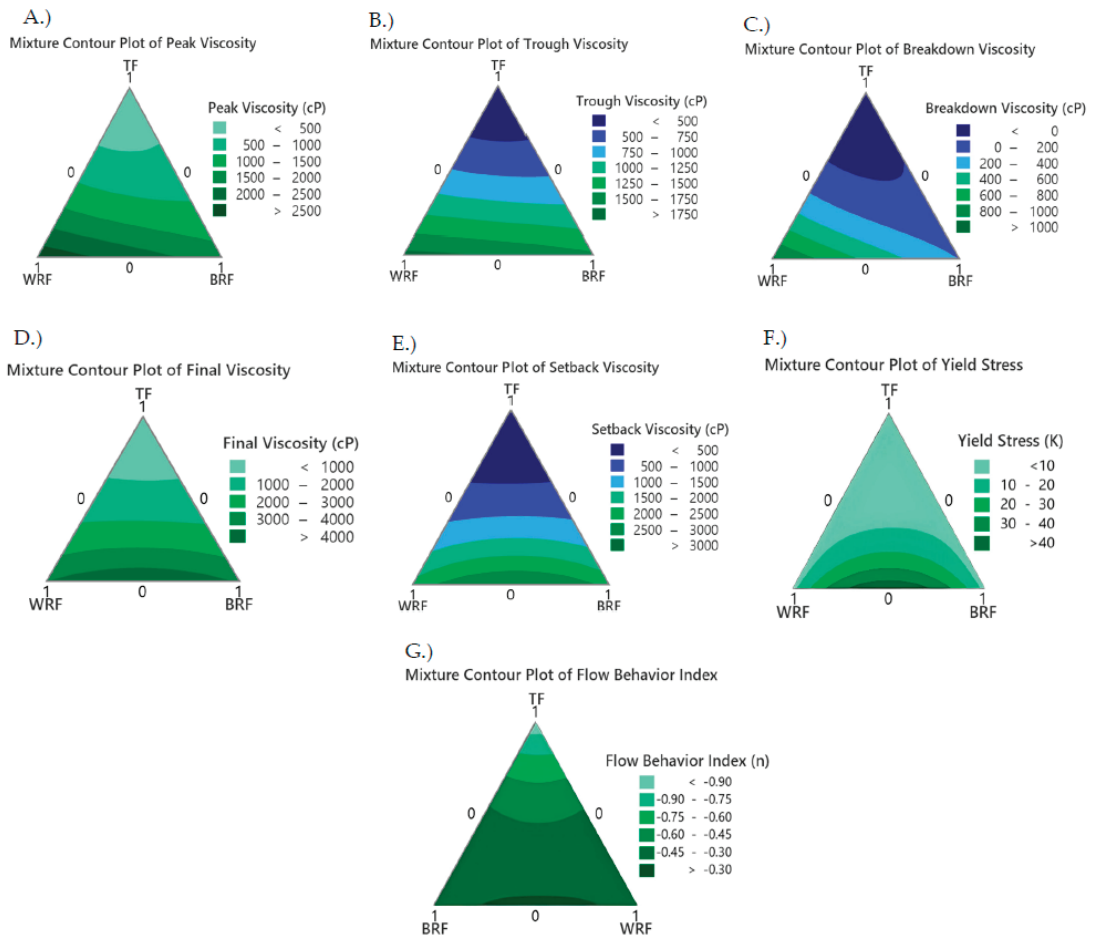 A.)
Mixture Contour Plot of Peak Viscosity
TF
1
Peak Viscosity (cP)
< 500
500 – 1000
1000 – 1500
1500 – 2000
2000 – 2500
> 2500
0
0
1
0
1
WRF
BRF
B.)
Mixture Contour Plot of Trough Viscosity
TF
1
Trough Viscosity (cP)
< 500
500 – 750
750 – 1000
1000 – 1250
1250 – 1500
1500 – 1750
> 1750
0
0
1
0
1
WRF
BRF
C.)
Mixture Contour Plot of Breakdown Viscosity
TF
1
Breakdown Viscosity (cP)
< 0
0 – 200
200 – 400
400 – 600
600 – 800
800 – 1000
> 1000
0
0
1
0
1
WRF
BRF
D.)
Mixture Contour Plot of Final Viscosity
TF
1
Final Viscosity (cP)
< 1000
1000 – 2000
2000 – 3000
3000 – 4000
> 4000
0
0
1
0
1
WRF
BRF
E.)
Mixture Contour Plot of Setback Viscosity
TF
1
Setback Viscosity (cP)
< 500
500 – 1000
1000 – 1500
1500 – 2000
2000 – 2500
2500 – 3000
> 3000
0
0
1
0
1
WRF
BRF
F.)
Mixture Contour Plot of Yield Stress
TF
1
Yield Stress (K)
<10
10 - 20
20 - 30
30 - 40
>40
0
0
1
0
1
WRF
BRF
G.)
Mixture Contour Plot of Flow Behavior Index
TF
1
Flow Behavior Index (n)
< -0.90
-0.90 - -0.75
-0.75 - -0.60
-0.60 - -0.45
-0.45 - -0.30
> -0.30
0
0
1
0
1
BRF
WRF